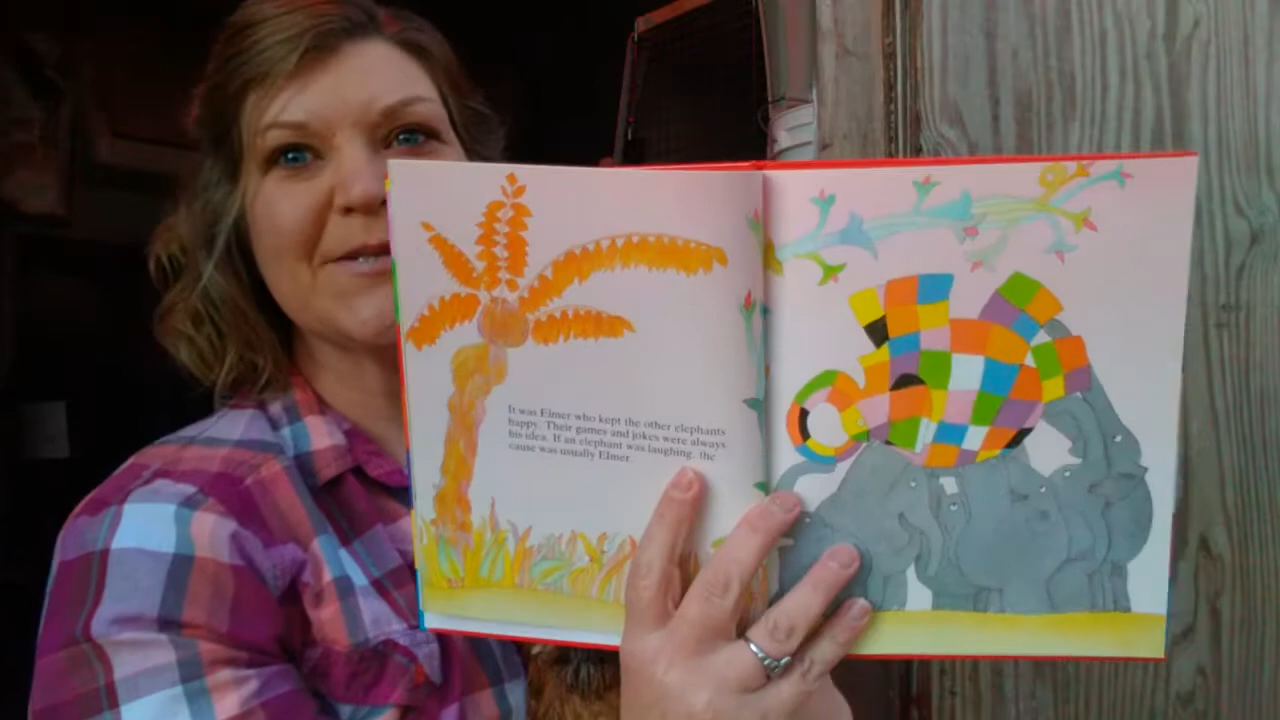 It was Elmer who kept the other elephants
happy. Their games and jokes were always
his idea. If an elephant was laughing, the
cause was usually Elmer.